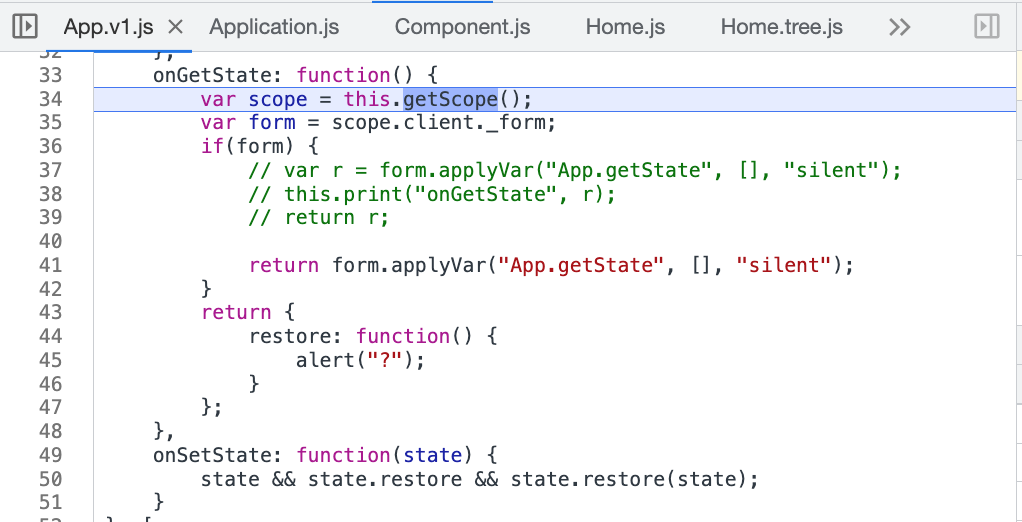 App.v1.js × Application.js Component.js Home.js Home.tree.js »
32 },
33 onGetState: function() {
34 var scope = this.getScope();
35 var form = scope.client._form;
36 if(form) {
37 // var r = form.applyVar("App.getState", [], "silent");
38 // this.print("onGetState", r);
39 // return r;
40
41 return form.applyVar("App.getState", [], "silent");
42 }
43 return {
44 restore: function() {
45 alert("?");
46 }
47 };
48 },
49 onSetState: function(state) {
50 state && state.restore && state.restore(state);
51 }